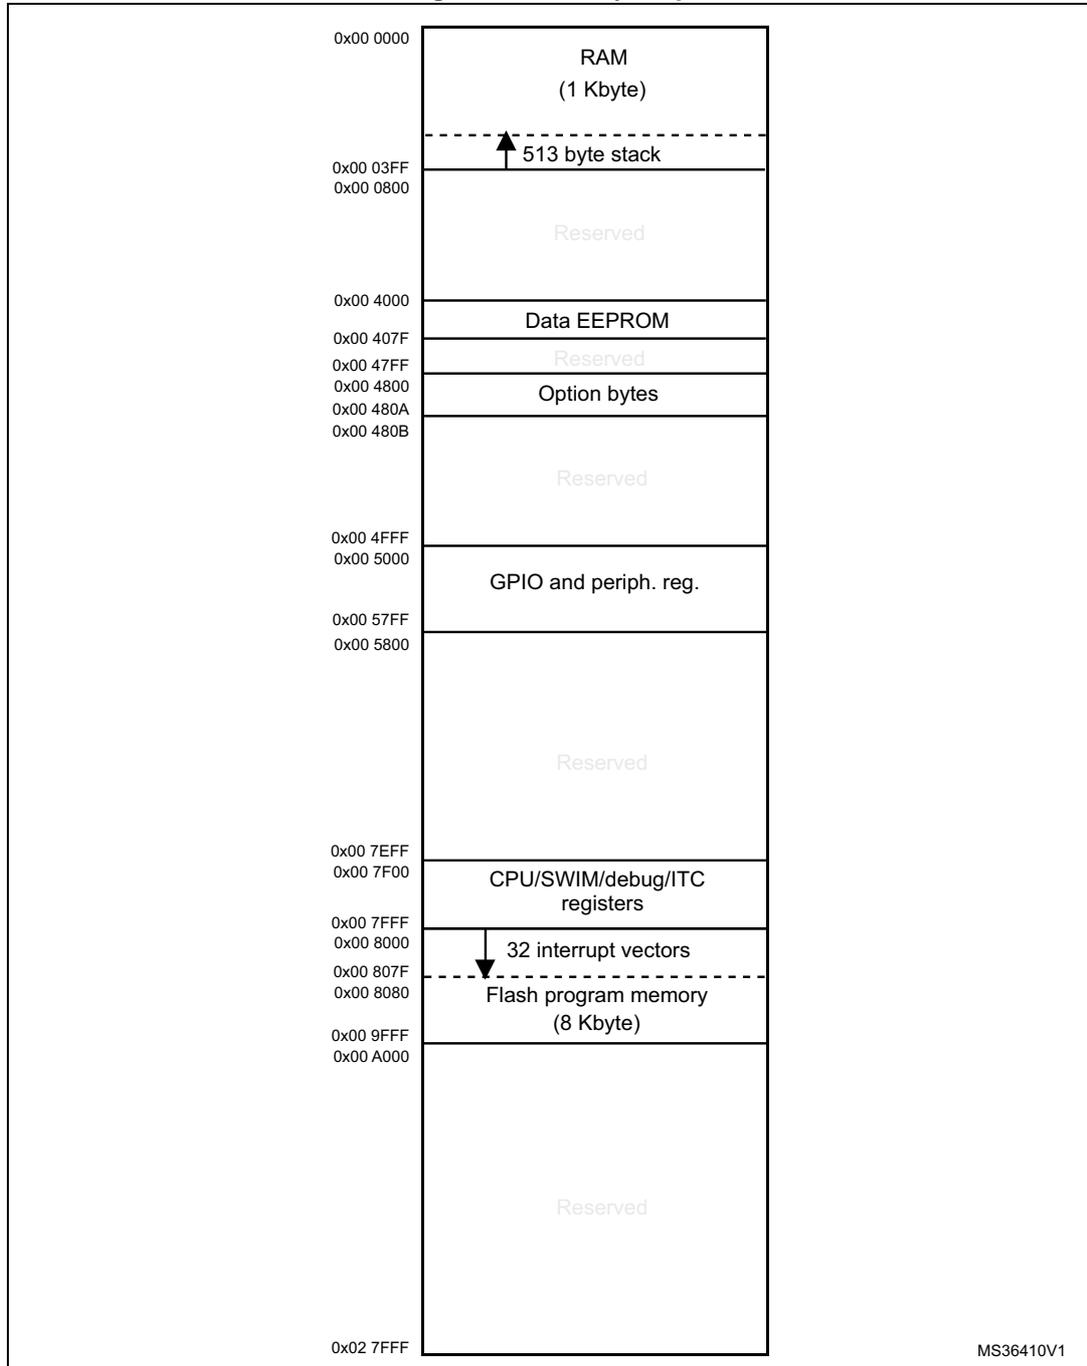 0x00 0000
RAM
(1 Kbyte)
513 byte stack
0x00 03FF
0x00 0800
Reserved
0x00 4000
Data EEPROM
0x00 407F
Reserved
0x00 47FF
0x00 4800
Option bytes
0x00 480A
0x00 480B
Reserved
0x00 4FFF
0x00 5000
GPIO and periph. reg.
0x00 57FF
0x00 5800
Reserved
0x00 7EFF
0x00 7F00
CPU/SWIM/debug/ITC
registers
0x00 7FFF
0x00 8000
32 interrupt vectors
0x00 807F
0x00 8080
Flash program memory
(8 Kbyte)
0x00 9FFF
0x00 A000
Reserved
0x02 7FFF
MS36410V1